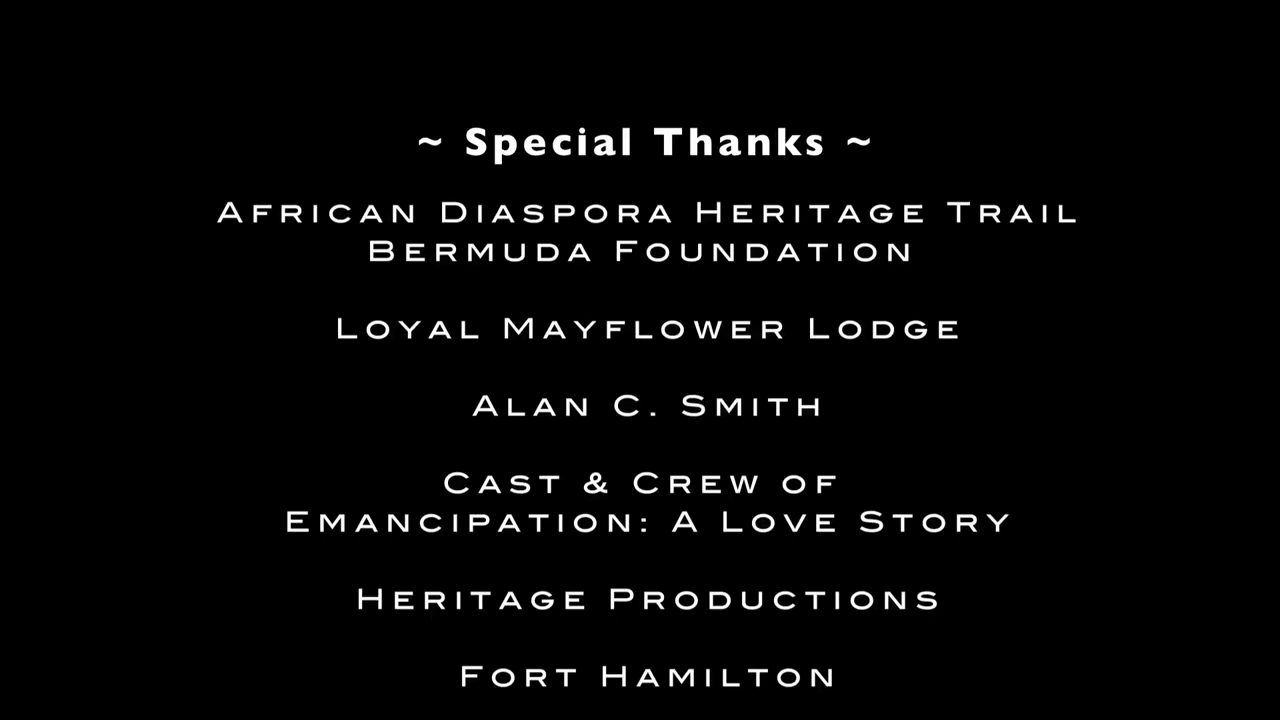 ~ Special Thanks ~
African Diaspora Heritage Trail
Bermuda Foundation
Loyal Mayflower Lodge
Alan C. Smith
Cast & Crew of
Emancipation: A Love Story
Heritage Productions
Fort Hamilton